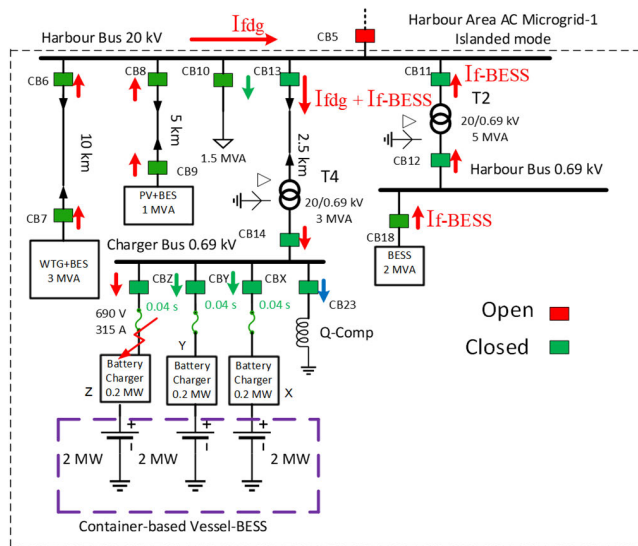 Harbour Bus 20 kV
Ifdg
CB5
Harbour Area AC Microgrid-1
Islanded mode
CB6
CB8
CB10
CB13
CB11
If-BESS
Ifdg + If-BESS
T2
20/0.69 kV
5 MVA
10 km
5 km
2.5 km
1.5 MVA
CB9
PV+BES
1 MVA
T4
20/0.69 kV
3 MVA
CB12
Harbour Bus 0.69 kV
CB7
WTG+BES
3 MVA
CB14
CB18
If-BESS
BESS
2 MVA
Charger Bus 0.69 kV
CBZ
CBY
CBX
CB23
690 V
315 A
0.04 s
0.04 s
0.04 s
Q-Comp
Open
Closed
Y
Z
Battery
Charger
0.2 MW
Battery
Charger
0.2 MW
Battery
Charger
0.2 MW
X
+
+
+
2 MW
2 MW
2 MW
Container-based Vessel-BESS